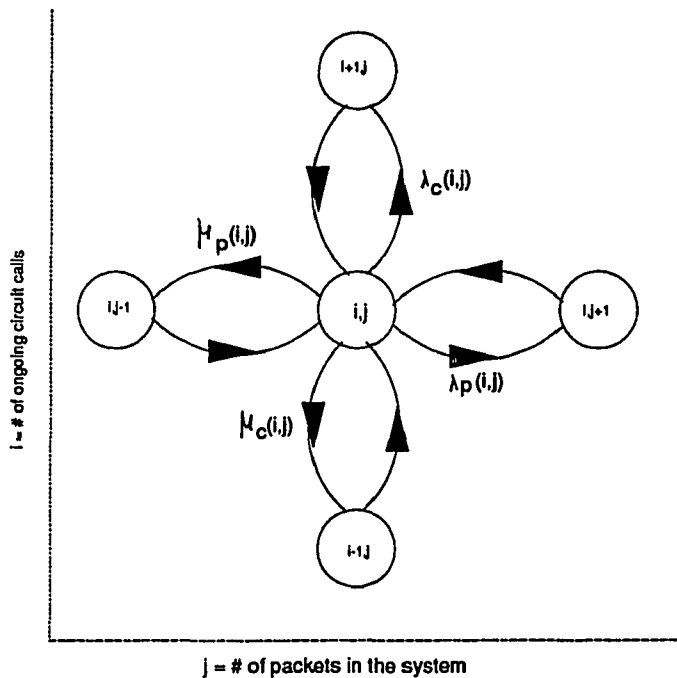 i+1,j
λc(i,j)
μp(i,j)
i,j-1
i,j
i,j+1
λp(i,j)
μc(i,j)
i-1,j
i = # of ongoing circuit calls
j = # of packets in the system